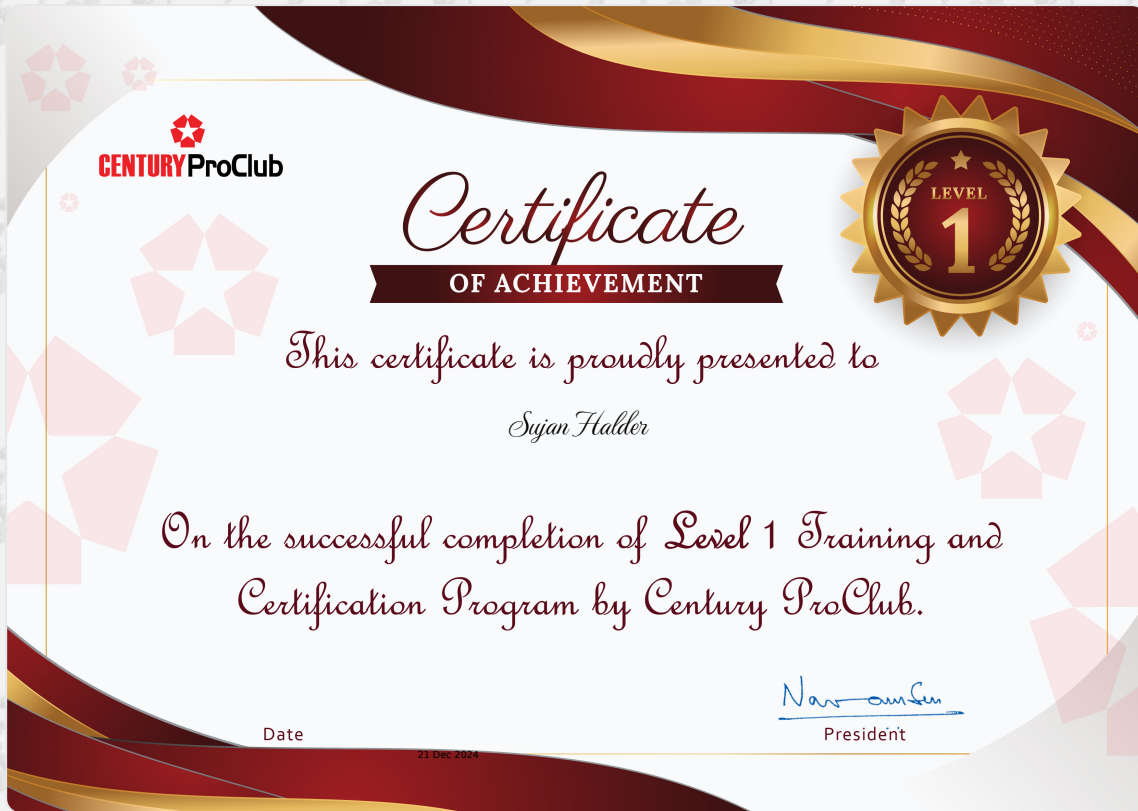 CENTURY ProClub
LEVEL
1
Certificate
OF ACHIEVEMENT
This certificate is proudly presented to
Sujan Halder
On the successful completion of Level 1 Training and
Certification Program by Century ProClub.
Date
President
21 Dec 2024